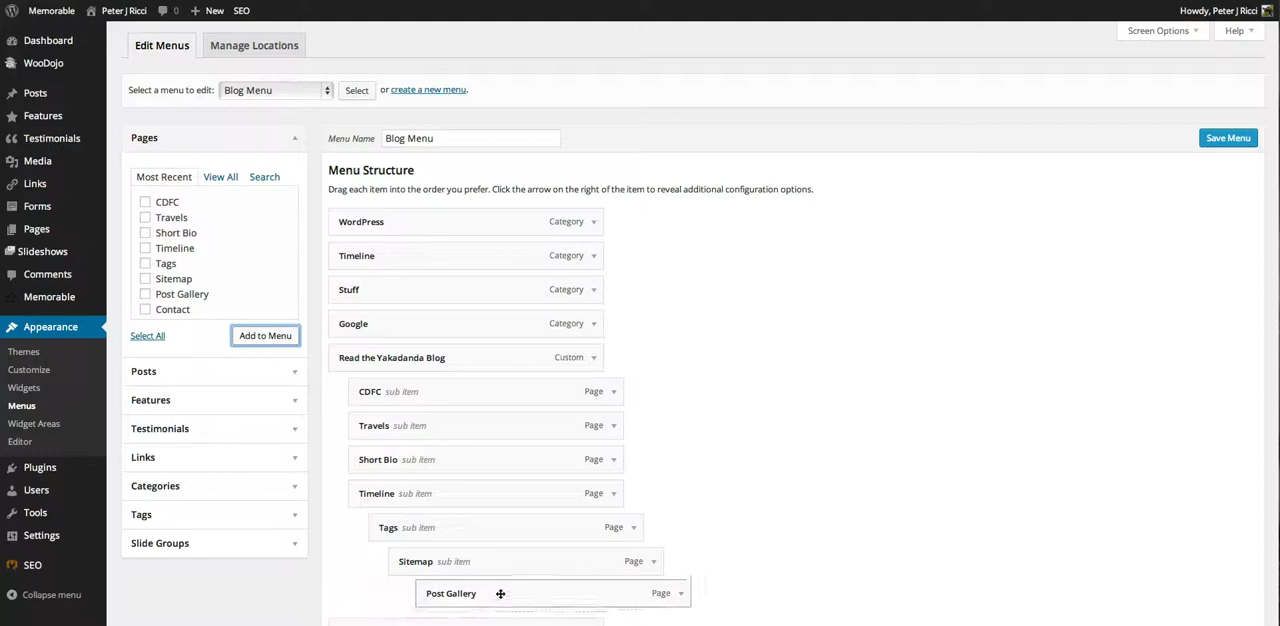 Memorable
Peter J Ricci
0
New
SEO
Howdy, Peter J Ricci
Dashboard
WooDojo
Posts
Features
Testimonials
Media
Links
Forms
Pages
Slideshows
Comments
Memorable
Appearance
Themes
Customize
Widgets
Menus
Widget Areas
Editor
Plugins
Users
Tools
Settings
SEO
Collapse menu
Screen Options
Help
Edit Menus
Manage Locations
Select a menu to edit:
Blog Menu
Select
or create a new menu.
Pages
Most Recent
View All
Search
CDFC
Travels
Short Bio
Timeline
Tags
Sitemap
Post Gallery
Contact
Select All
Add to Menu
Posts
Features
Testimonials
Links
Categories
Tags
Slide Groups
Menu Name
Blog Menu
Save Menu
Menu Structure
Drag each item into the order you prefer. Click the arrow on the right of the item to reveal additional configuration options.
WordPress Category
Timeline Category
Stuff Category
Google Category
Read the Yakadanda Blog Custom
CDFC sub item Page
Travels sub item Page
Short Bio sub item Page
Timeline sub item Page
Tags sub item Page
Sitemap sub item Page
Post Gallery Page